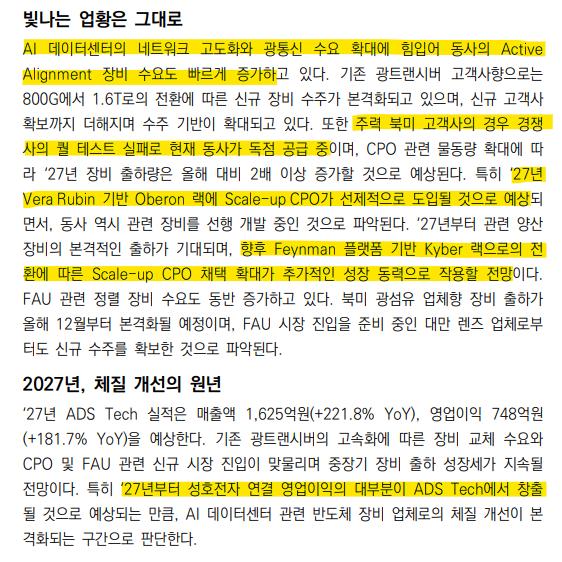 빛나는 업황은 그대로
AI 데이터센터의 네트워크 고도화와 광통신 수요 확대에 힘입어 동사의 Active
Alignment 장비 수요도 빠르게 증가하고 있다. 기존 광트랜시버 고객사향으로는
800G에서 1.6T로의 전환에 따른 신규 장비 수주가 본격화되고 있으며, 신규 고객사
확보까지 더해지며 수주 기반이 확대되고 있다. 또한 주력 북미 고객사의 경우 경쟁
사의 퀄 테스트 실패로 현재 동사가 독점 공급 중이며, CPO 관련 물동량 확대에 따
라 '27년 장비 출하량은 올해 대비 2배 이상 증가할 것으로 예상된다. 특히 '27년
Vera Rubin 기반 Oberon 랙에 Scale-up CPO가 선제적으로 도입될 것으로 예상되
면서, 동사 역시 관련 장비를 선행 개발 중인 것으로 파악된다. '27년부터 관련 양산
장비의 본격적인 출하가 기대되며, 향후 Feynman 플랫폼 기반 Kyber 랙으로의 전
환에 따른 Scale-up CPO 채택 확대가 추가적인 성장 동력으로 작용할 전망이다.
FAU 관련 정렬 장비 수요도 동반 증가하고 있다. 북미 광섬유 업체향 장비 출하가
올해 12월부터 본격화될 예정이며, FAU 시장 진입을 준비 중인 대만 렌즈 업체로부
터도 신규 수주를 확보한 것으로 파악된다.
2027년, 체질 개선의 원년
'27년 ADS Tech 실적은 매출액 1,625억원(+221.8% YoY), 영업이익 748억원
(+181.7% YoY)을 예상한다. 기존 광트랜시버의 고속화에 따른 장비 교체 수요와
CPO 및 FAU 관련 신규 시장 진입이 맞물리며 중장기 장비 출하 성장세가 지속될
전망이다. 특히 '27년부터 성호전자 연결 영업이익의 대부분이 ADS Tech에서 창출
될 것으로 예상되는 만큼, AI 데이터센터 관련 반도체 장비 업체로의 체질 개선이 본
격화되는 구간으로 판단한다.